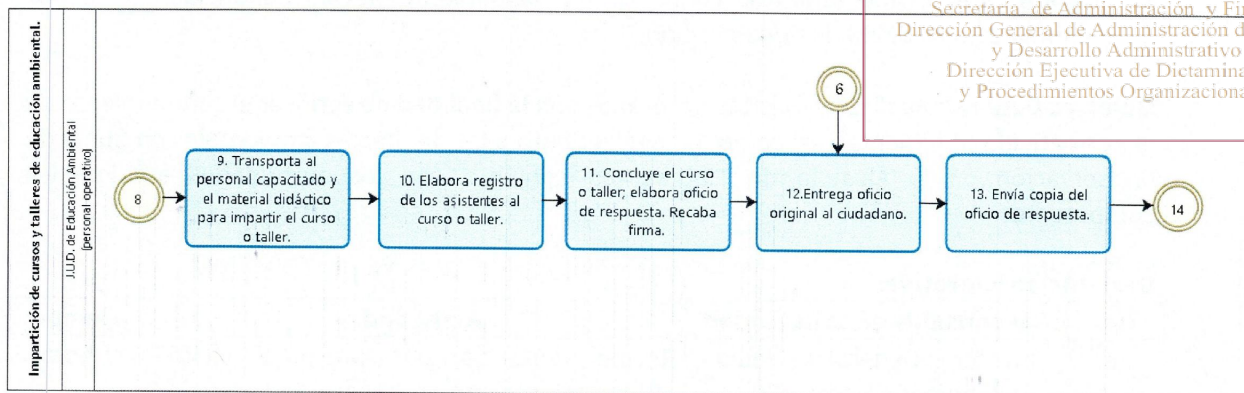 Secretaría de Administración y
Dirección General de Administración
y Desarrollo Administrativo
Dirección Ejecutiva de
y Procedimientos
Impartición de cursos y talleres de educación ambiental.
J.U.D. de Educación Ambiental
(personal operativo)
6
8
9. Transporta al
personal capacitado y
el material didáctico
para impartir el curso
o taller.
10. Elabora registro
de los asistentes al
curso o taller.
11. Concluye el curso
o taller; elabora oficio
de respuesta. Recaba
firma.
12.Entrega oficio
original al ciudadano.
13. Envía copia del
oficio de respuesta.
14